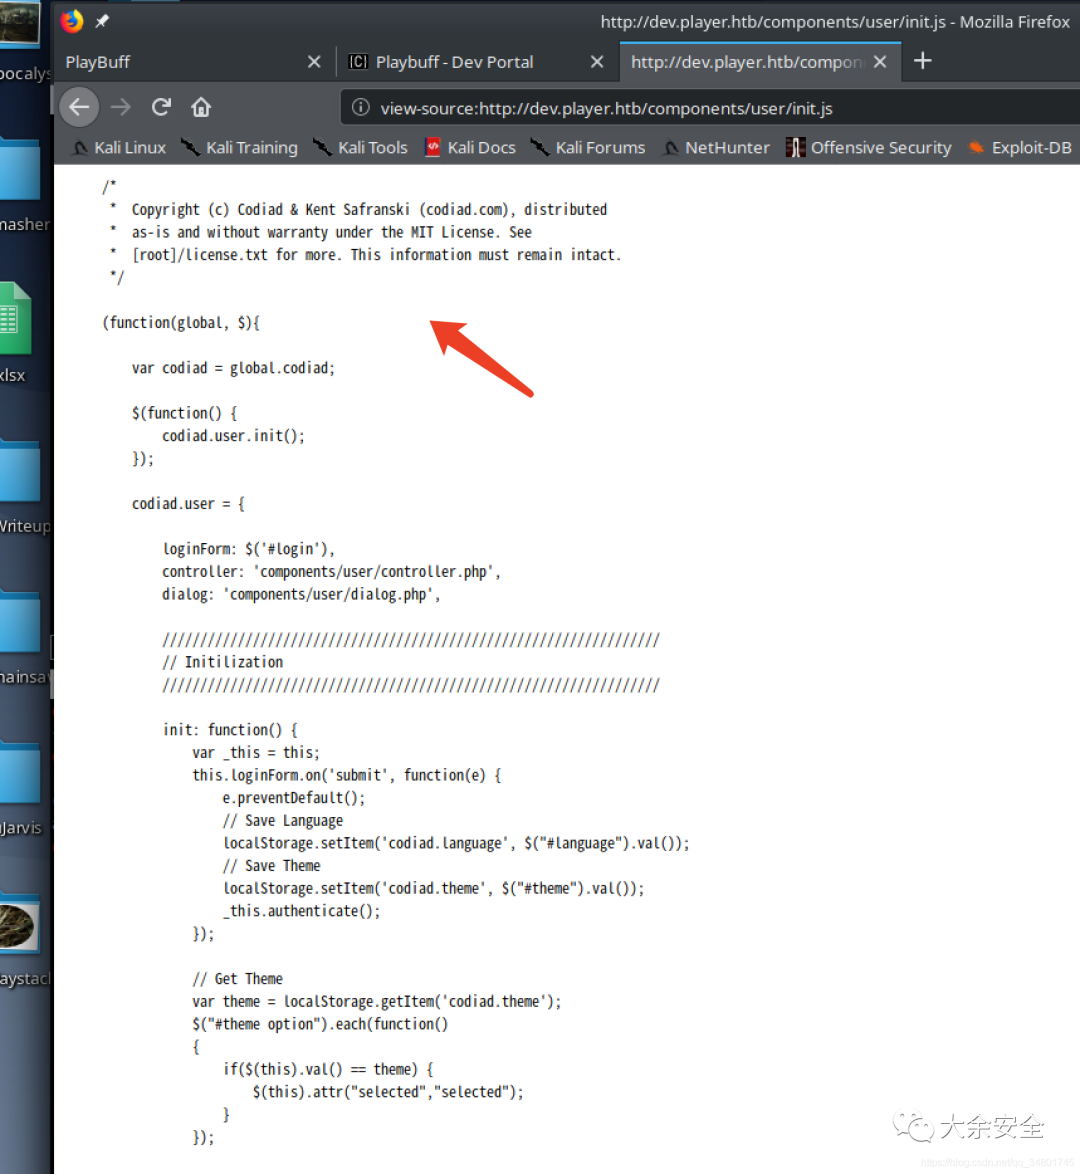 http://dev.player.htb/components/user/init.js - Mozilla Firefox
PlayBuff
Playbuff - Dev Portal
http://dev.player.htb/compon
view-source:http://dev.player.htb/components/user/init.js
Kali Linux Kali Training Kali Tools Kali Docs Kali Forums NetHunter Offensive Security Exploit-DB
/*
* Copyright (c) Codiad & Kent Safranski (codiad.com), distributed
* as-is and without warranty under the MIT License. See
* [root]/license.txt for more. This information must remain intact.
*/
(function(global, $){
var codiad = global.codiad;
$(function() {
codiad.user.init();
});
codiad.user = {
loginForm: $('#login'),
controller: 'components/user/controller.php',
dialog: 'components/user/dialog.php',
//////////////////////////////////////////////////////////////////
// Initilization
//////////////////////////////////////////////////////////////////
init: function() {
var _this = this;
this.loginForm.on('submit', function(e) {
e.preventDefault();
// Save Language
localStorage.setItem('codiad.language', $("#language").val());
// Save Theme
localStorage.setItem('codiad.theme', $("#theme").val());
_this.authenticate();
});
// Get Theme
var theme = localStorage.getItem('codiad.theme');
$("#theme option").each(function()
{
if($(this).val() == theme) {
$(this).attr("selected","selected");
}
});
ocalys
masher
xlsx
Writeup
hainsaw
Jarvis
aystack
大余安全
https://blog.csdn.net/qq_34801745